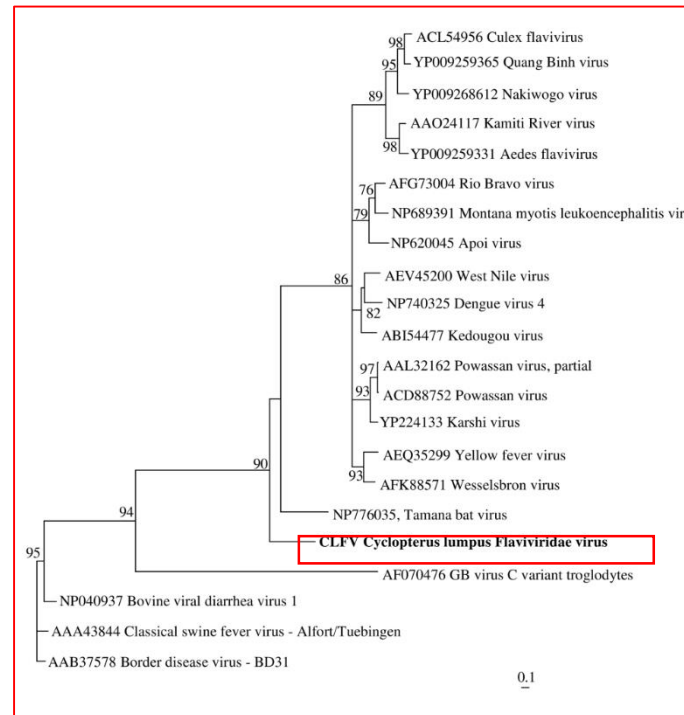 98 ACL54956 Culex flavivirus
95 YP009259365 Quang Binh virus
YP009268612 Nakiwogo virus
89
AAO24117 Kamiti River virus
98 YP009259331 Aedes flavivirus
76 AFG73004 Rio Bravo virus
79 NP689391 Montana myotis leukoencephalitis vir
NP620045 Apoi virus
86 AEV45200 West Nile virus
NP740325 Dengue virus 4
82
ABI54477 Kedougou virus
97 AAL32162 Powassan virus, partial
93 ACD88752 Powassan virus
YP224133 Karshi virus
AEQ35299 Yellow fever virus
93 AFK88571 Wesselsbron virus
90
94 NP776035, Tamana bat virus
CLFV Cyclopterus lumpus Flaviviridae virus
95 AF070476 GB virus C variant troglodytes
NP040937 Bovine viral diarrhea virus 1
AAA43844 Classical swine fever virus - Alfort/Tuebingen
AAB37578 Border disease virus - BD31
0.1